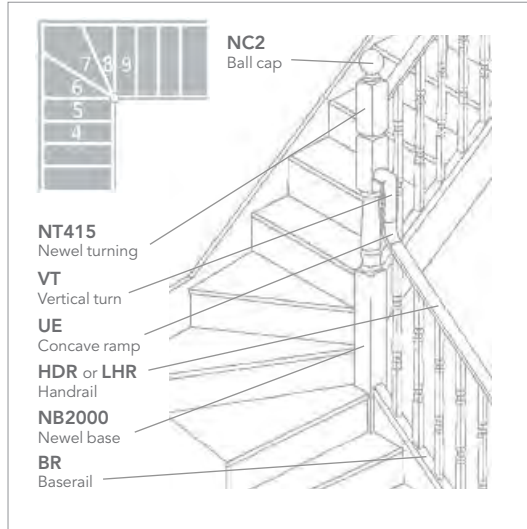 7 8 9
6
5
4
NC2
Ball cap
NT415
Newel turning
VT
Vertical turn
UE
Concave ramp
HDR or LHR
Handrail
NB2000
Newel base
BR
Baserail